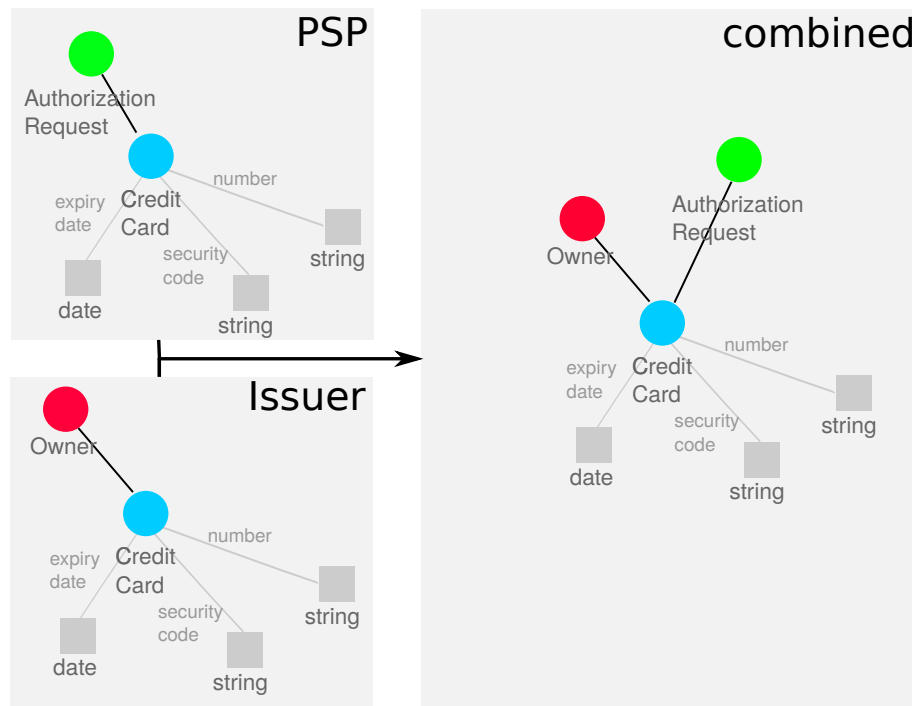 PSP
Authorization
Request
number
Credit
Card
expiry
date
security
code
string
date
string
Issuer
Owner
number
Credit
Card
expiry
date
security
code
string
date
string
combined
Authorization
Request
Owner
number
Credit
Card
expiry
date
security
code
string
date
string